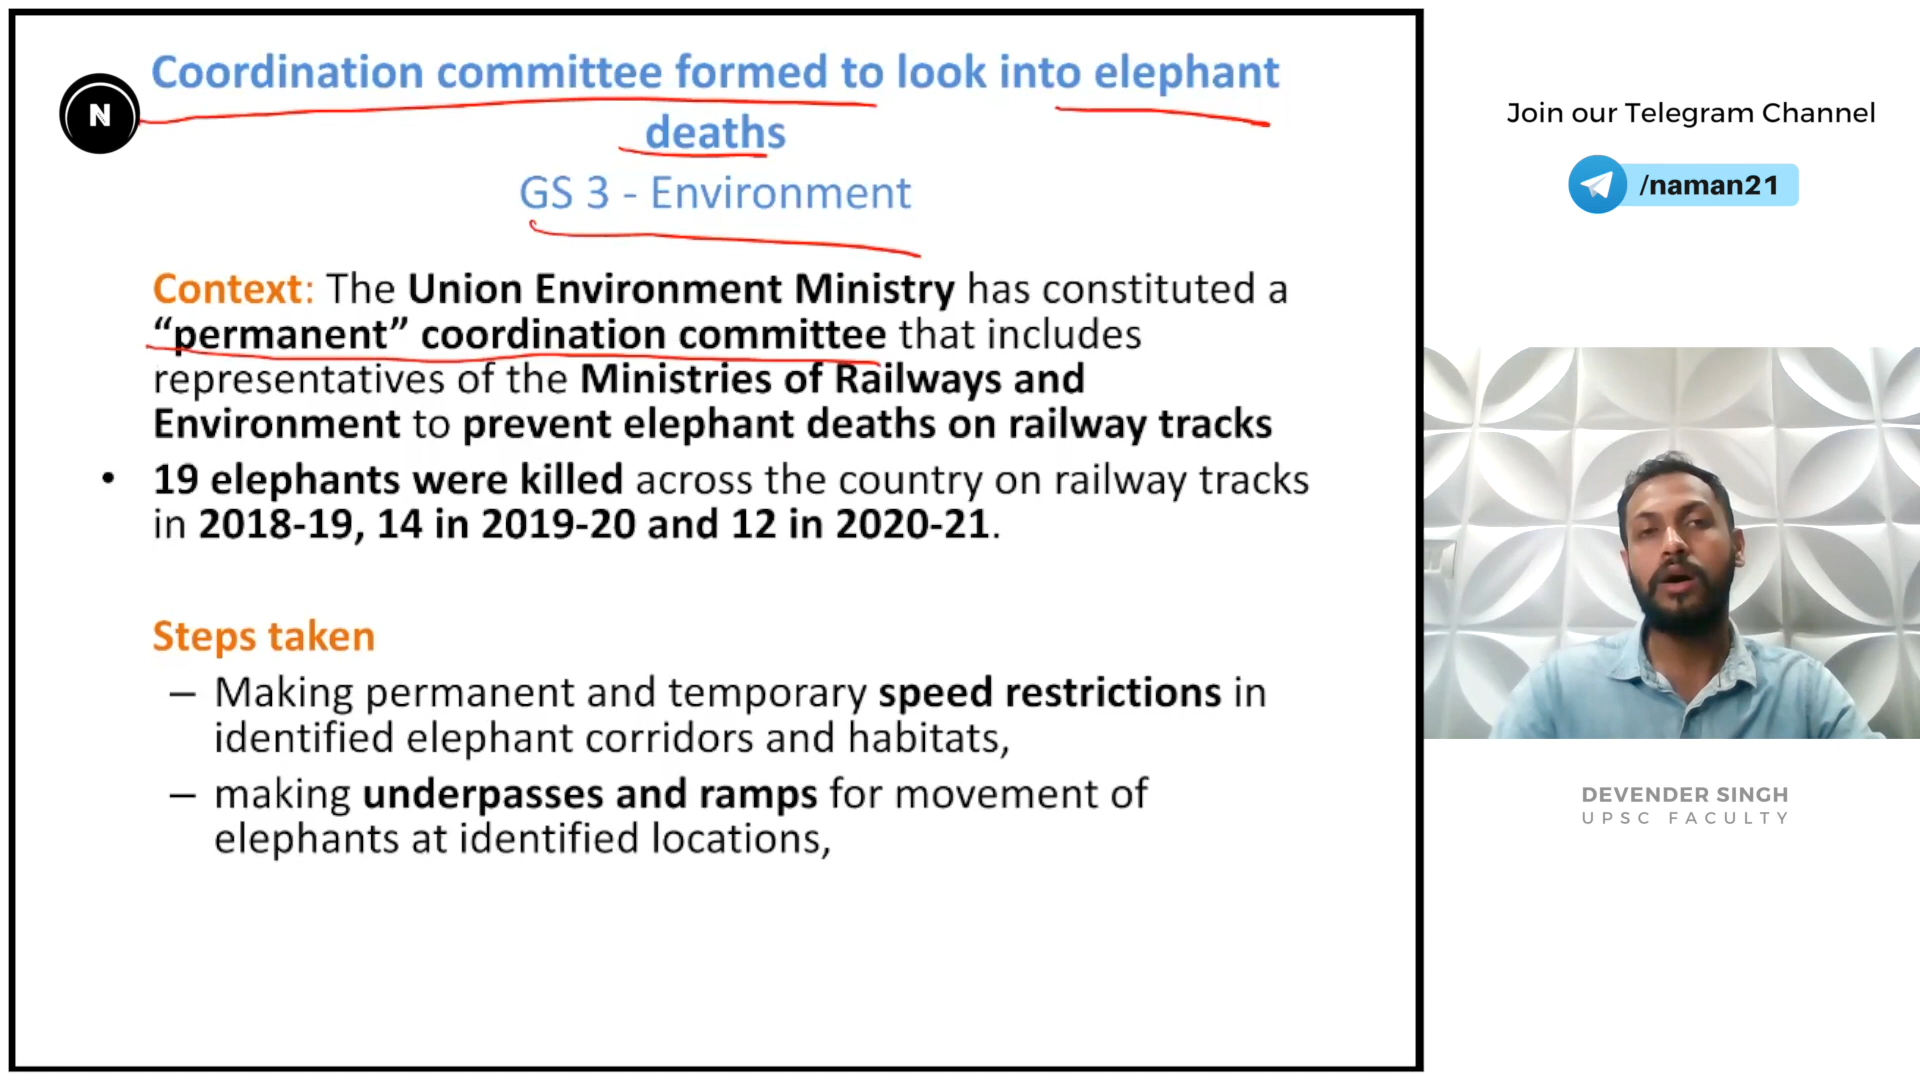 Coordination committee formed to look into elephant
deaths
N
GS 3 - Environment
Context: The Union Environment Ministry has constituted a
“permanent” coordination committee that includes
representatives of the Ministries of Railways and
Environment to prevent elephant deaths on railway tracks
• 19 elephants were killed across the country on railway tracks
in 2018-19, 14 in 2019-20 and 12 in 2020-21.
Steps taken
– Making permanent and temporary speed restrictions in
identified elephant corridors and habitats,
– making underpasses and ramps for movement of
elephants at identified locations,
Join our Telegram Channel
/naman21
DEVENDER SINGH
UPSC FACULTY